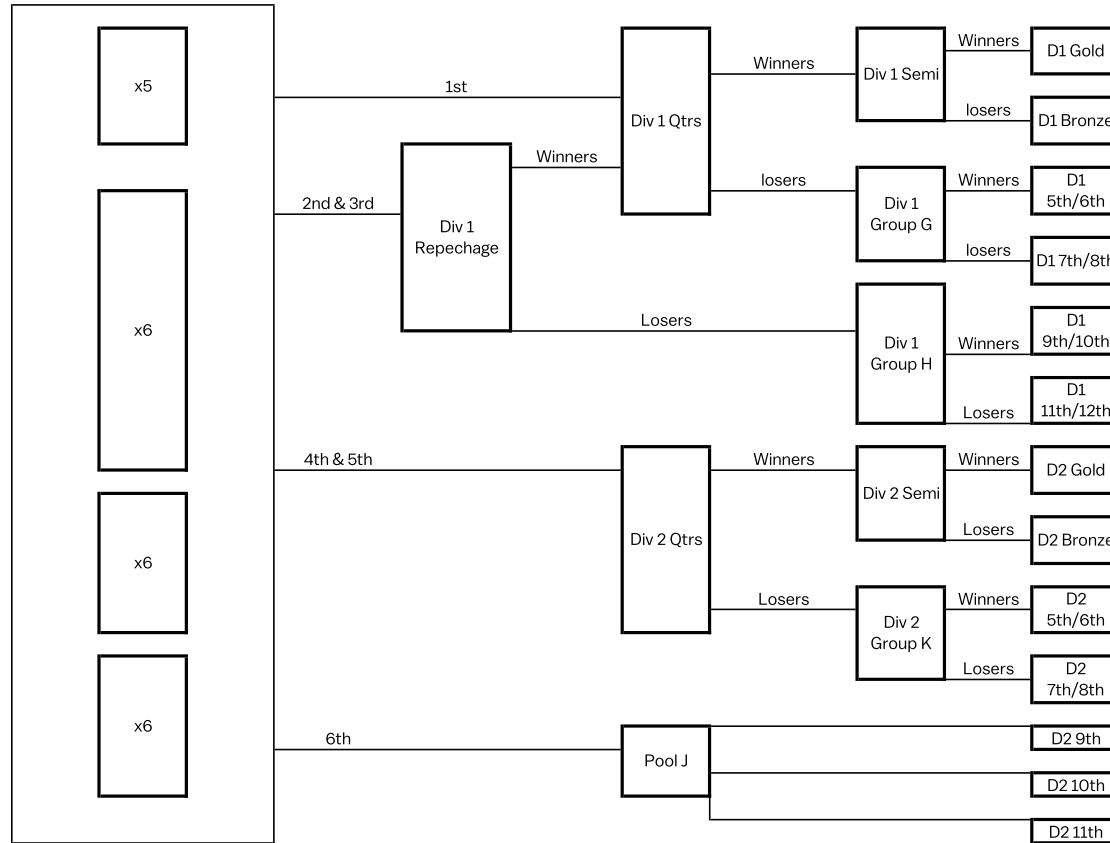 x5
x6
x6
x6
1st
2nd & 3rd
4th & 5th
6th
Div 1
Repechage
Winners
Losers
Div 1 Qtrs
Winners
losers
Div 2 Qtrs
Winners
Losers
Pool J
Div 1 Semi
Winners
losers
Div 1
Group G
Winners
losers
Div 1
Group H
Winners
Losers
Div 2 Semi
Winners
Losers
Div 2
Group K
Winners
Losers
D1 Gold
D1 Bronze
D1
5th/6th
D1 7th/8th
D1
9th/10th
D1
11th/12th
D2 Gold
D2 Bronze
D2
5th/6th
D2
7th/8th
D2 9th
D2 10th
D2 11th